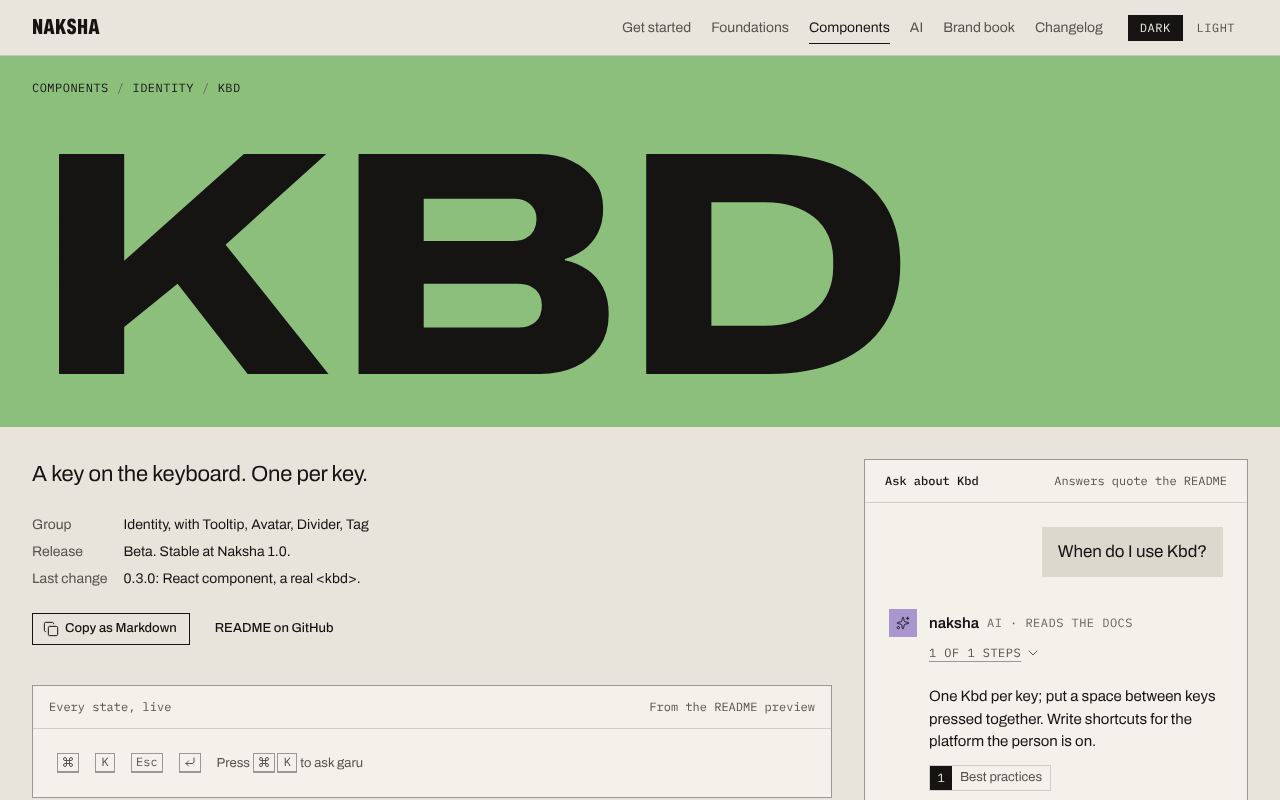 NAKSHA
Get started
Foundations
Components
AI
Brand book
Changelog
DARK
LIGHT
COMPONENTS / IDENTITY / KBD
KBD
A key on the keyboard. One per key.
Group Identity, with Tooltip, Avatar, Divider, Tag
Release Beta. Stable at Naksha 1.0.
Last change 0.3.0: React component, a real <kbd>.
Copy as Markdown
README on GitHub
Every state, live
From the README preview
⌘ K Esc ↵ Press ⌘ K to ask garu
Ask about Kbd
Answers quote the README
When do I use Kbd?
naksha AI · READS THE DOCS
1 OF 1 STEPS
One Kbd per key; put a space between keys
pressed together. Write shortcuts for the
platform the person is on.
1 Best practices